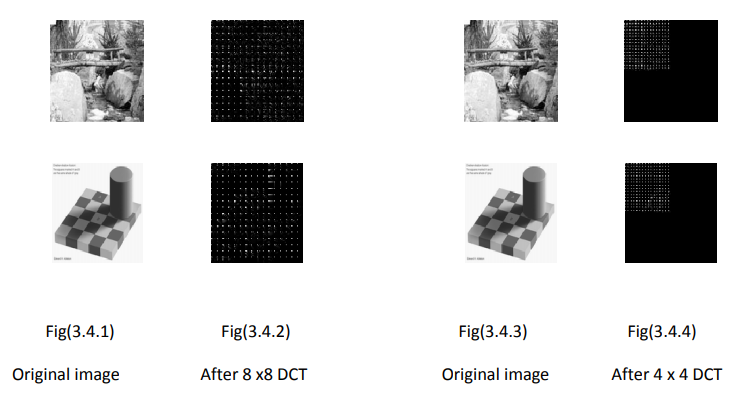 Fig(3.4.1) Fig(3.4.2) Fig(3.4.3) Fig(3.4.4)
Original image After 8 x8 DCT Original image After 4 x 4 DCT